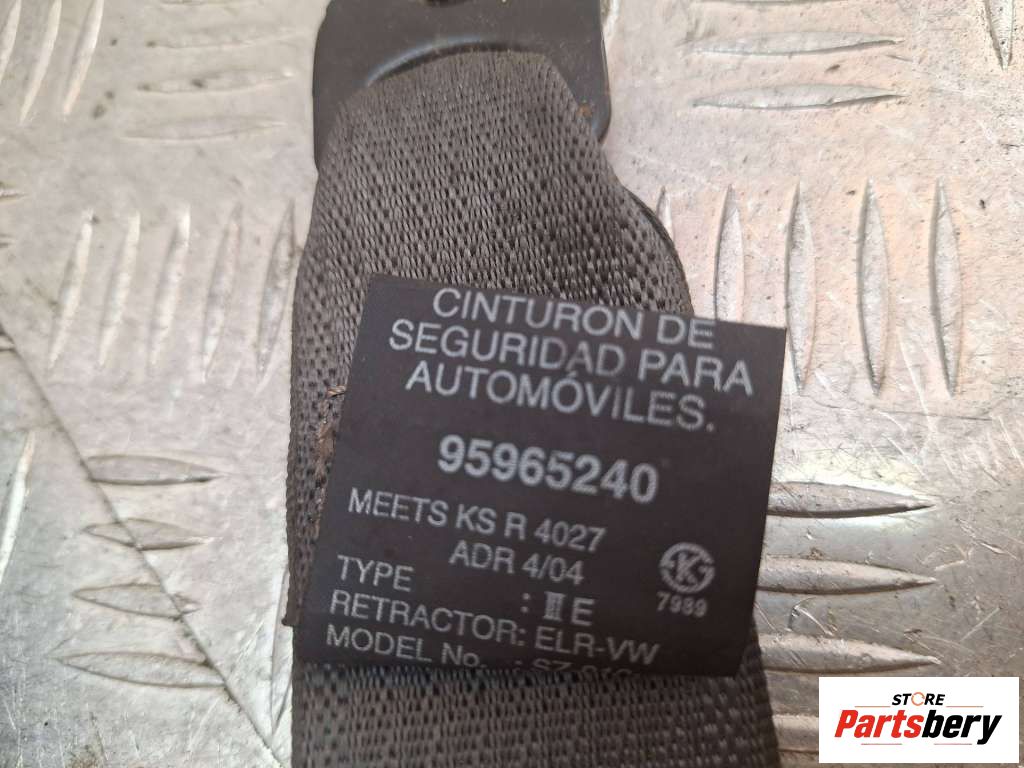 CINTURON DE
SEGURIDAD PARA
AUTOMÓVILES.
95965240
MEETS KS R 4027
ADR 4/04
K
7989
TYPE : Ⅲ E
RETRACTOR: ELR-VW
MODEL No. :
STORE
Partsbery